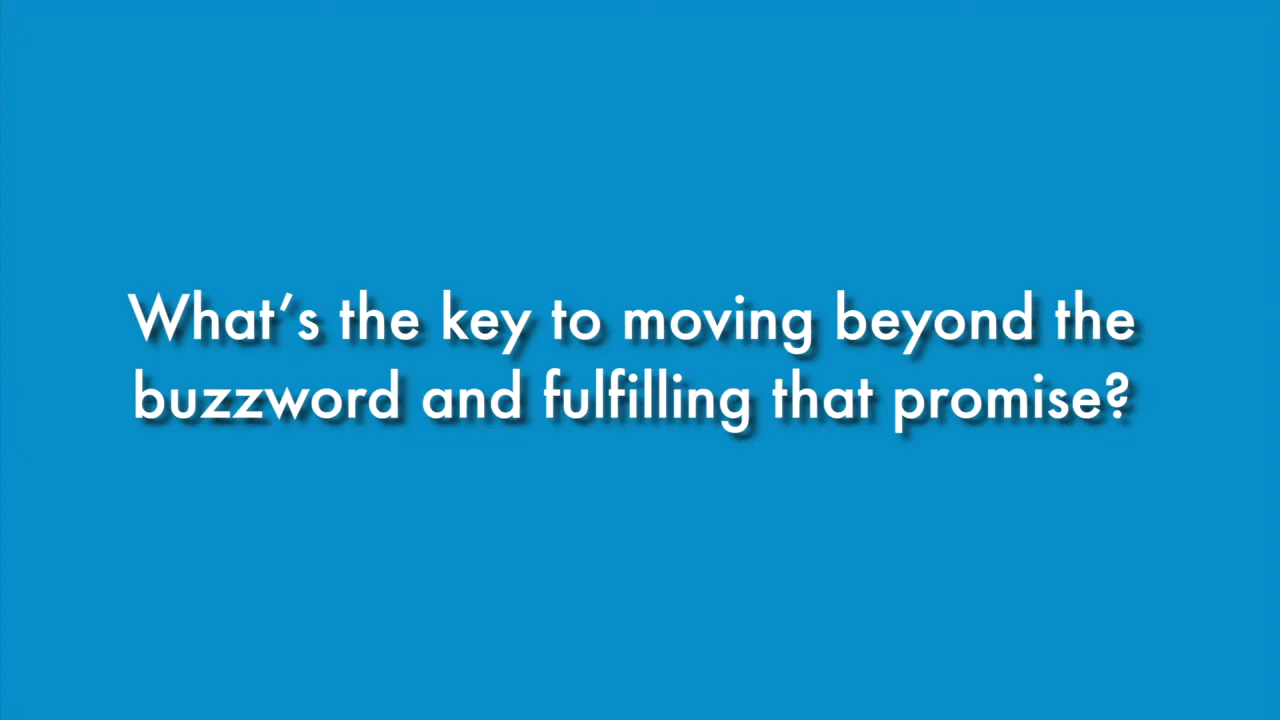 What’s the key to moving beyond the
buzzword and fulfilling that promise?